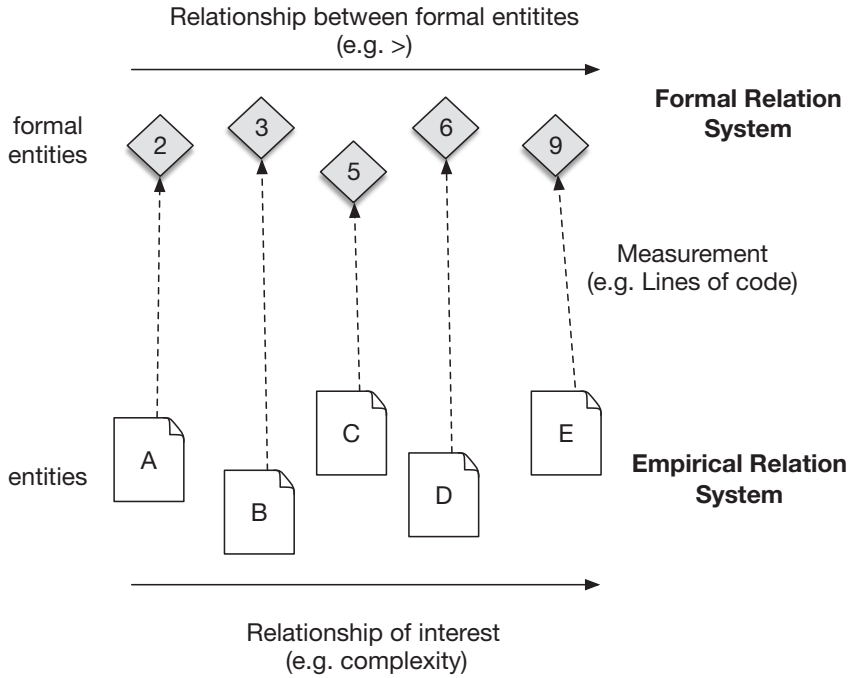 Relationship between formal entitites
(e.g. >)
Formal Relation
System
formal
entities
2
3
5
6
9
Measurement
(e.g. Lines of code)
A
B
C
D
E
entities
Empirical Relation
System
Relationship of interest
(e.g. complexity)